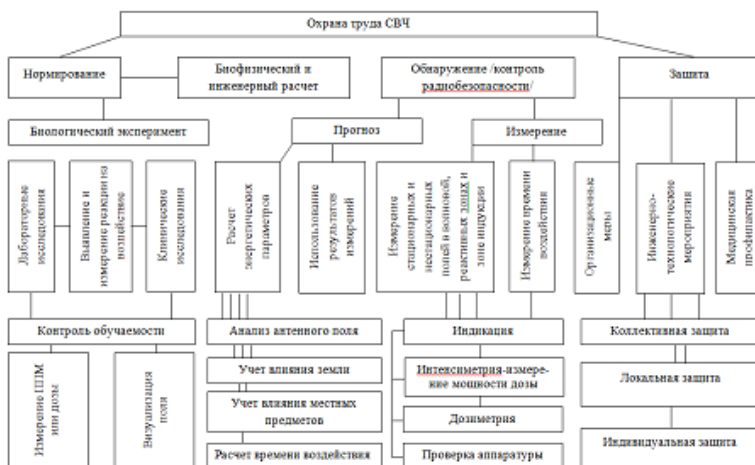 Охрана труда СВЧ
Нормирование
Биофизический и
инженерный расчет
Обнаружение /контроль
радиобезопасности/
Защита
Биологический эксперимент
Прогноз
Измерение
Лабораторные
исследования
Выявление и
измерение реакции на
воздействие
Клинические
исследования
Расчет
энергетических
параметров
Использование
результатов
измерений
Измерение
стационарных и
нестационарных
полей в волновой,
реактивных зонах и
зоне индукции
Измерение времени
воздействия
Организационные
меры
Инженерно-
технологические
мероприятия
Медицинская
профилактика
Контроль обучаемости
Анализ антенного поля
Индикация
Коллективная защита
Измерение ППМ
или дозы
Визуализация
поля
Учет влияния земли
Интенсиметрия-измере-
ние мощности дозы
Локальная защита
Учет влияния местных
предметов
Дозиметрия
Индивидуальная защита
Расчет времени воздействия
Проверка аппаратуры